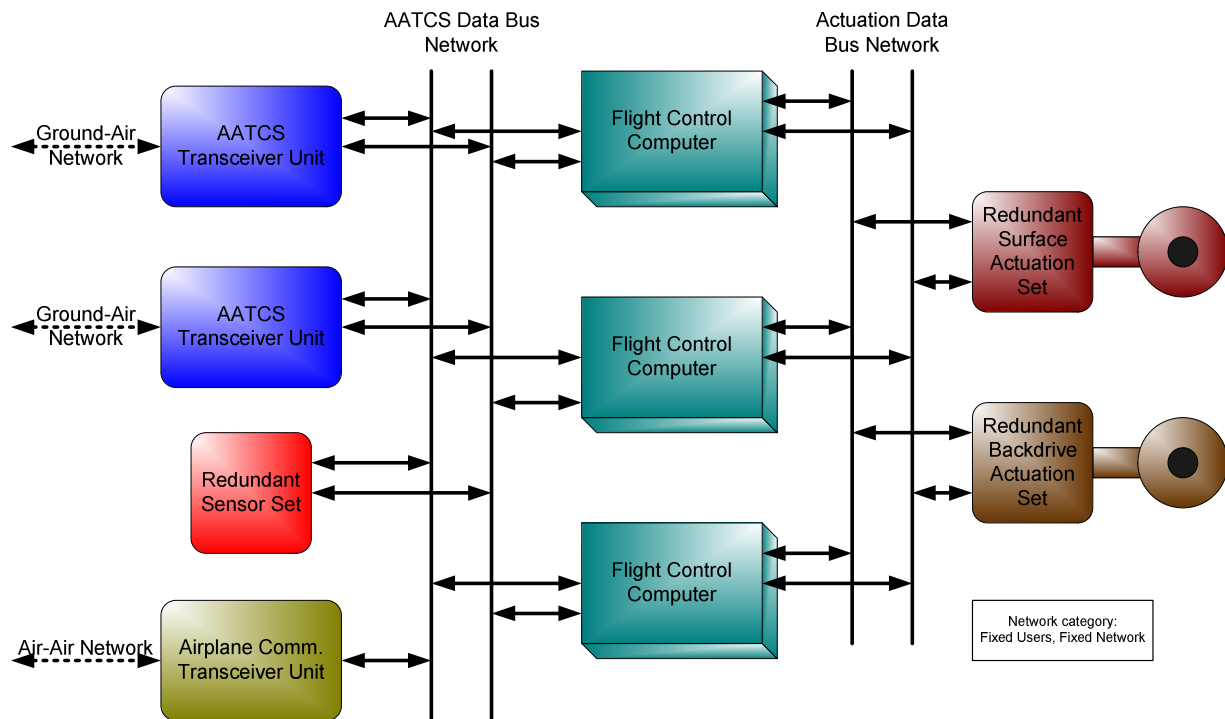 AATCS Data Bus
Network
Actuation Data
Bus Network
Ground-Air
Network
AATCS
Transceiver Unit
Flight Control
Computer
Redundant
Surface
Actuation
Set
Ground-Air
Network
AATCS
Transceiver Unit
Flight Control
Computer
Redundant
Backdrive
Actuation
Set
Redundant
Sensor Set
Flight Control
Computer
Air-Air Network
Airplane Comm.
Transceiver Unit
Network category:
Fixed Users, Fixed Network